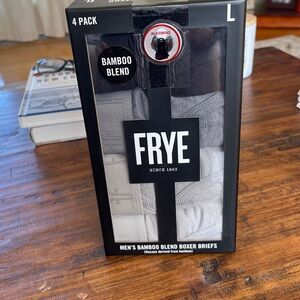 4 PACK
L
BAMBOO
BLEND
FRYE
SINCE 1863
MEN'S BAMBOO BLEND BOXER BRIEFS
(Viscose derived from bamboo)